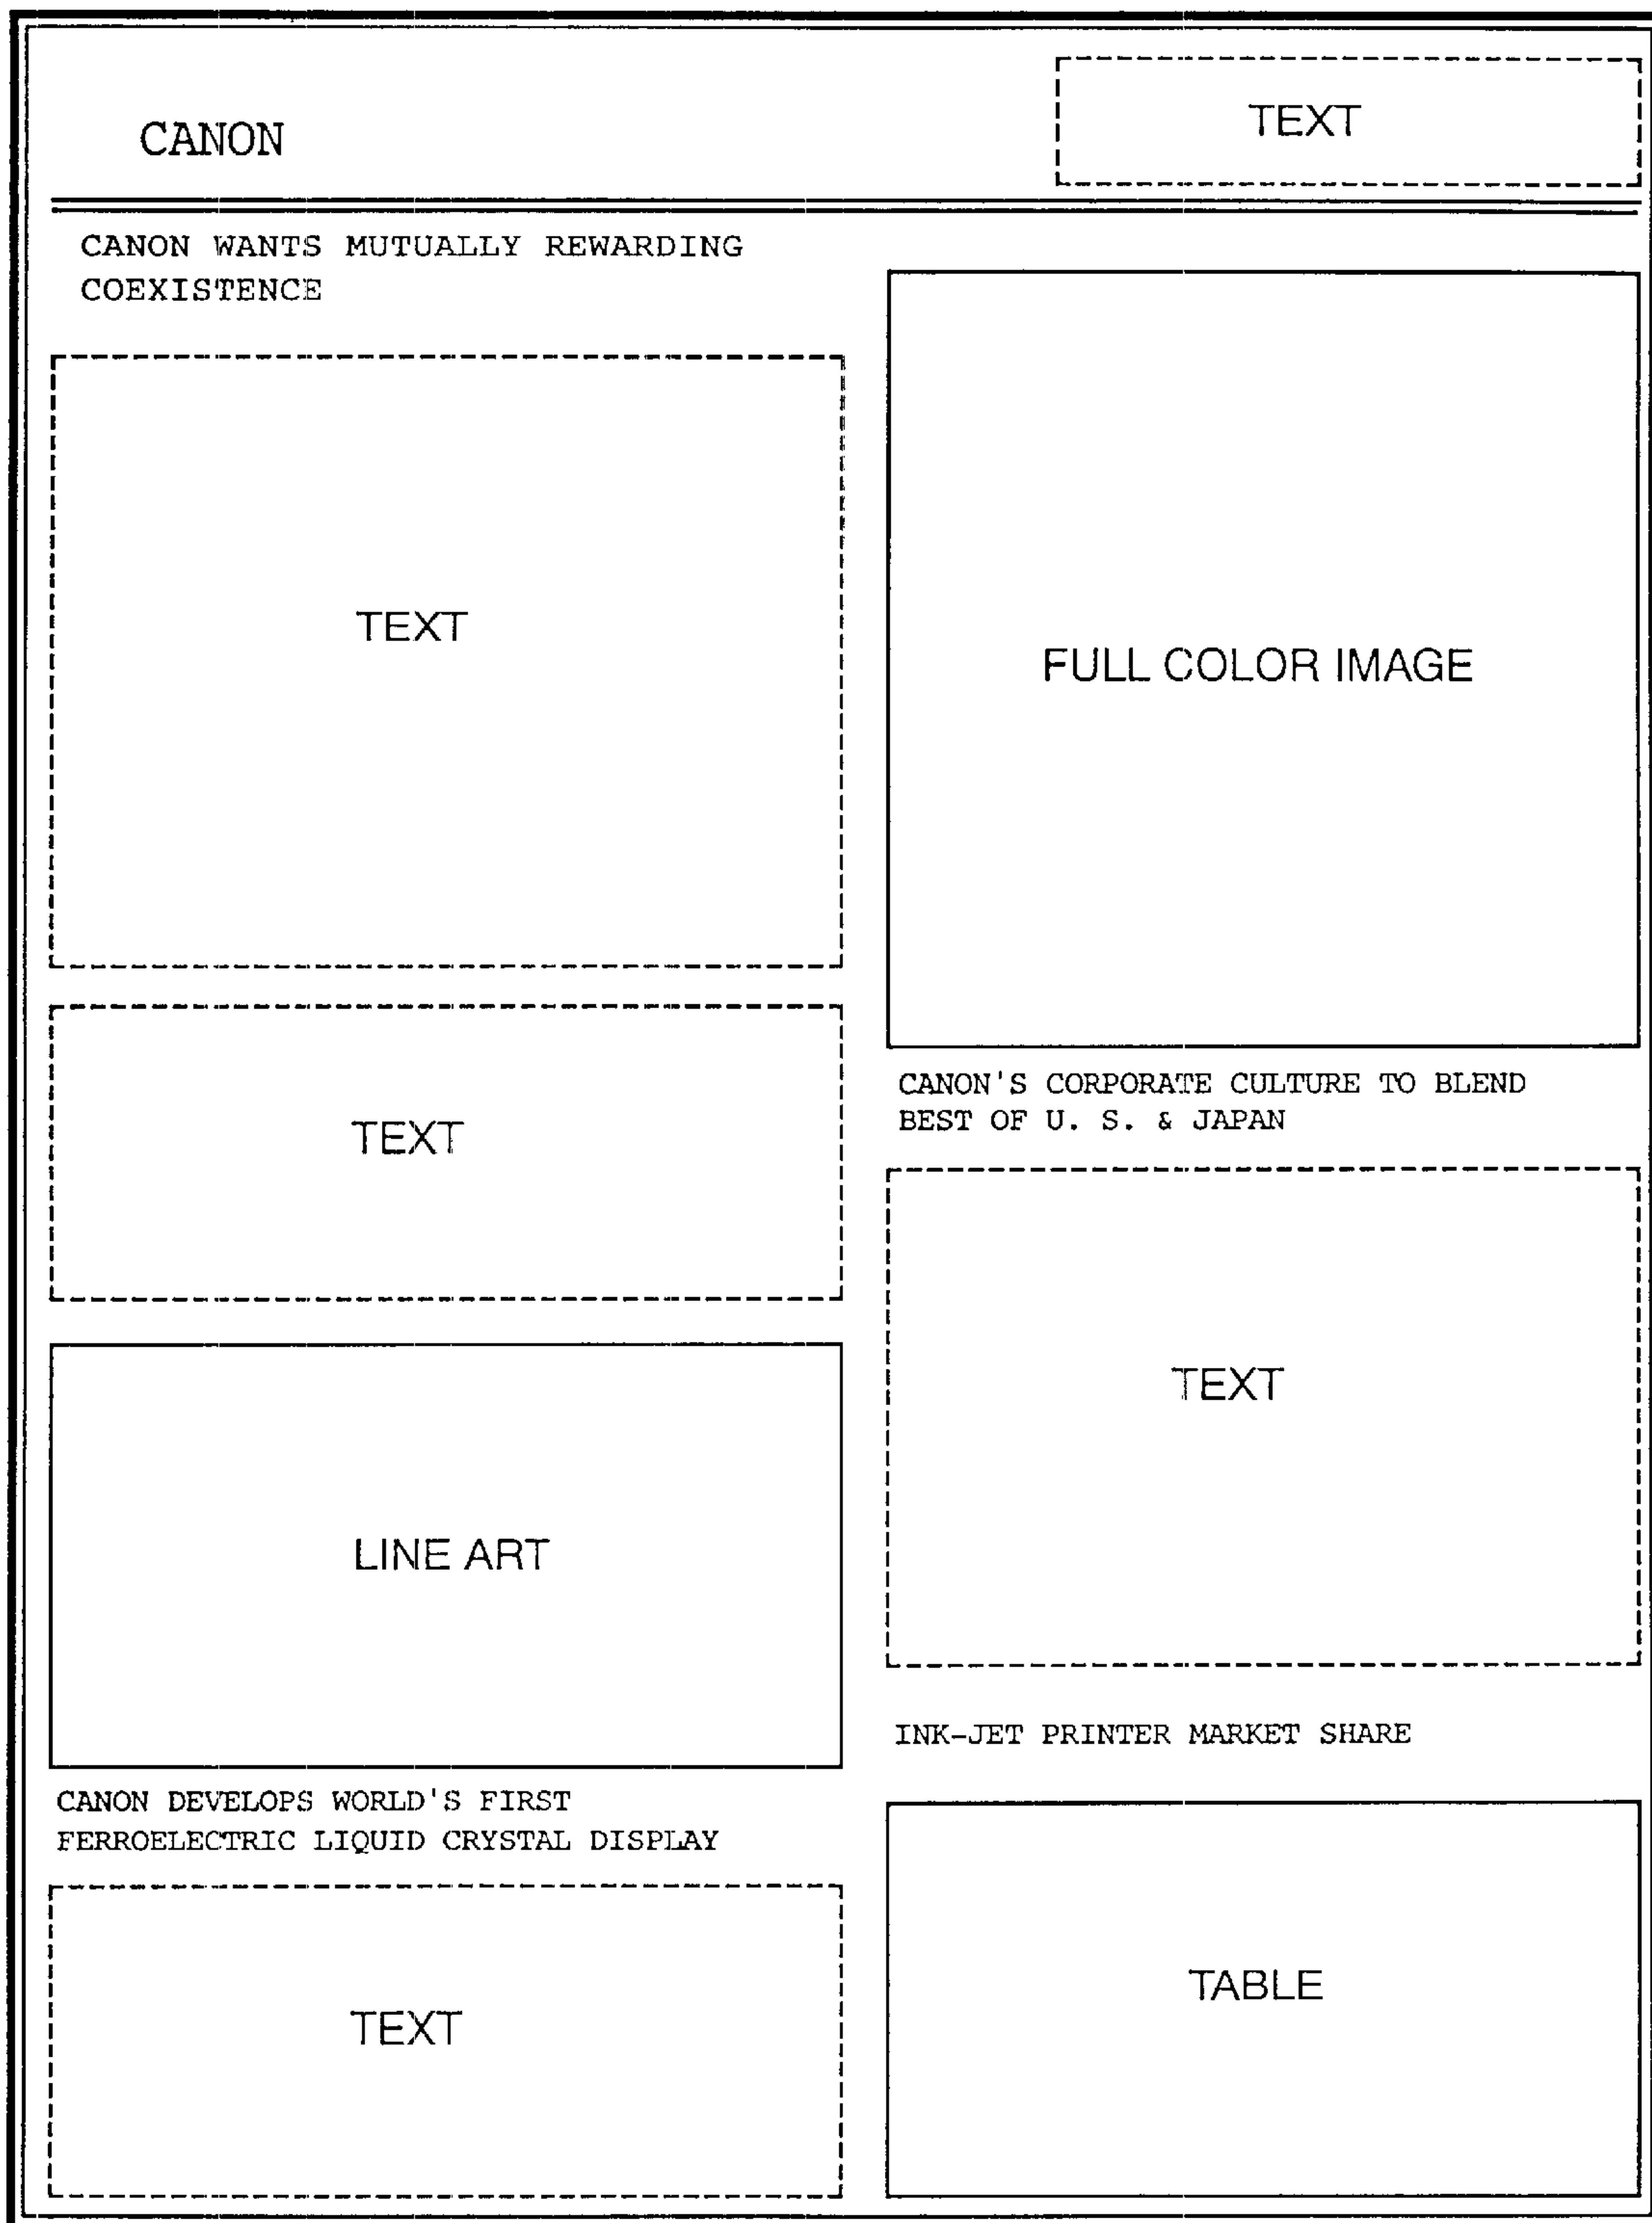 CANON
TEXT
CANON WANTS MUTUALLY REWARDING
COEXISTENCE
TEXT
TEXT
LINE ART
CANON DEVELOPS WORLD'S FIRST
FERROELECTRIC LIQUID CRYSTAL DISPLAY
TEXT
FULL COLOR IMAGE
CANON'S CORPORATE CULTURE TO BLEND
BEST OF U. S. & JAPAN
TEXT
INK-JET PRINTER MARKET SHARE
TABLE